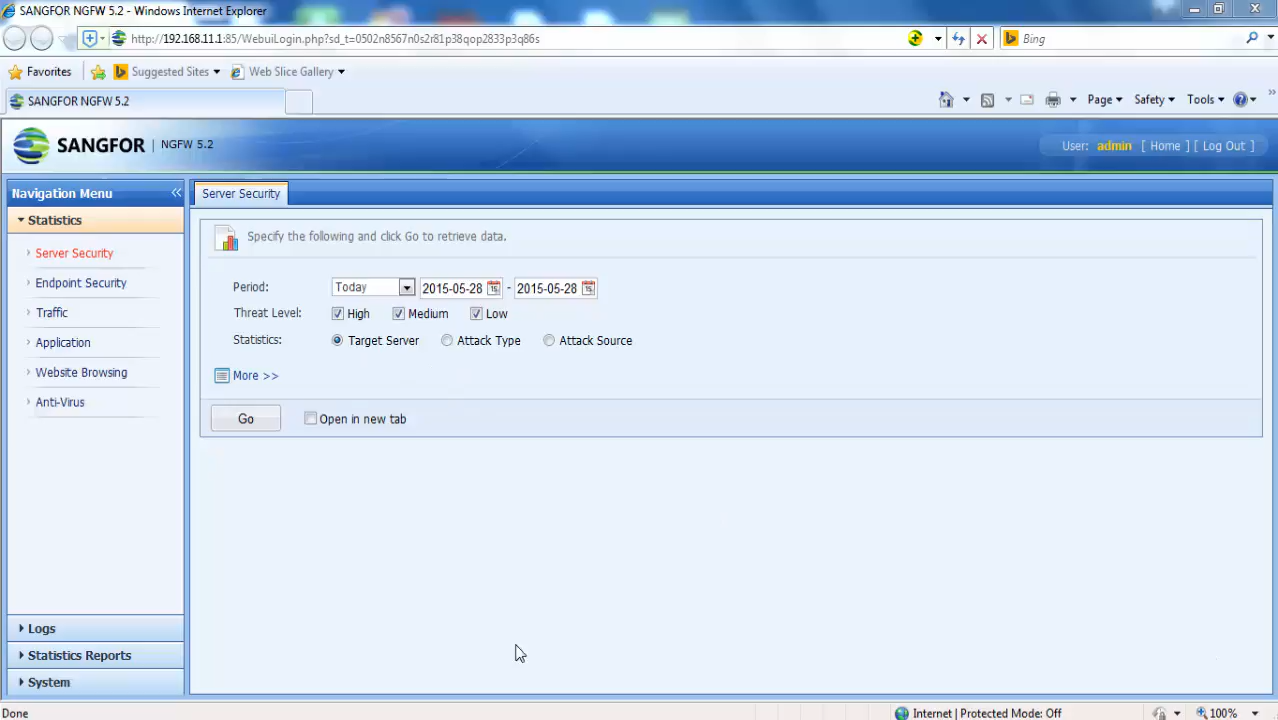 SANGFOR NGFW 5.2 - Windows Internet Explorer
http://192.168.11.1:85/WebuiLogin.php?sd_t=0502n8567n0s2r81p38qop2833p3q86s
Bing
Favorites
Suggested Sites
Web Slice Gallery
SANGFOR NGFW 5.2
Page
Safety
Tools
SANGFOR | NGFW 5.2
User: admin [ Home ] [ Log Out ]
Navigation Menu
Statistics
Server Security
Endpoint Security
Traffic
Application
Website Browsing
Anti-Virus
Logs
Statistics Reports
System
Server Security
Specify the following and click Go to retrieve data.
Period: Today 2015-05-28 - 2015-05-28
Threat Level: High Medium Low
Statistics: Target Server Attack Type Attack Source
More >>
Go Open in new tab
Done
Internet | Protected Mode: Off
100%